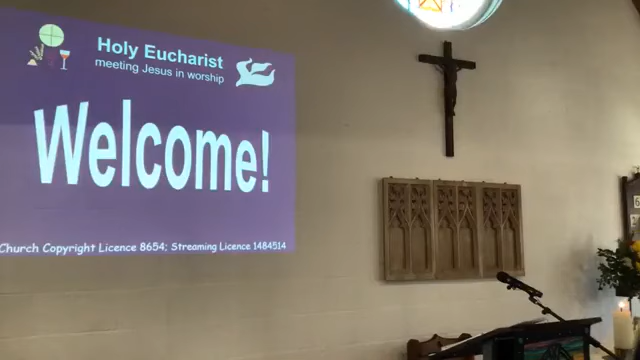 Holy Eucharist
meeting Jesus in worship
Welcome!
Church Copyright Licence 8654; Streaming Licence 1484514